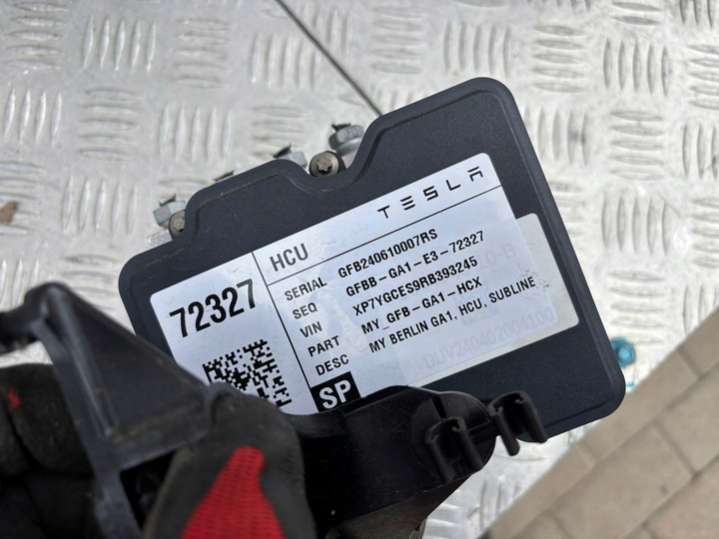 TESLA
HCU
72327
SERIAL GFB2406100D7RS
SEQ GFBB-GA1-E3-72327
VIN XP7YGCES9RB393245
PART MY_GFB-GA1-HCX
DESC MY BERLIN GA1, HCU, SUBLINE
SP